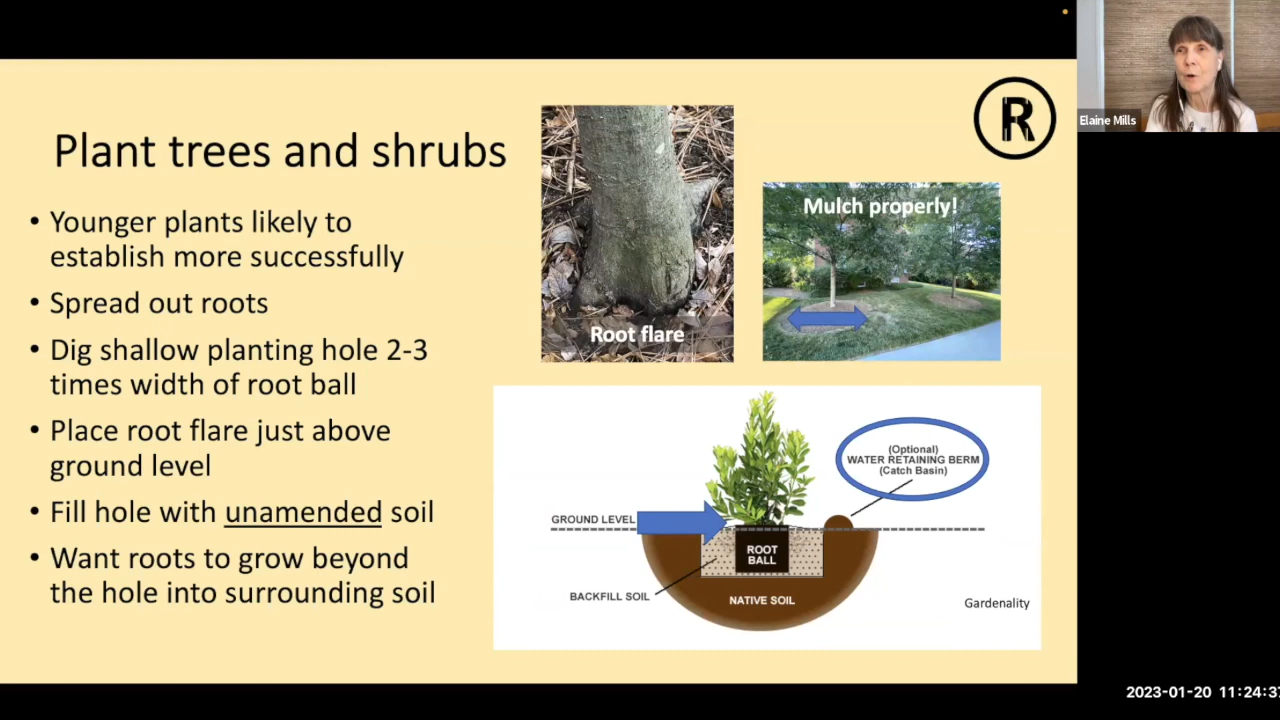 R
Elaine Mills
Plant trees and shrubs
• Younger plants likely to
establish more successfully
• Spread out roots
• Dig shallow planting hole 2-3
times width of root ball
• Place root flare just above
ground level
• Fill hole with unamended soil
• Want roots to grow beyond
the hole into surrounding soil
Root flare
Mulch properly!
(Optional)
WATER RETAINING BERM
(Catch Basin)
GROUND LEVEL
ROOT
BALL
BACKFILL SOIL
NATIVE SOIL
Gardenality
2023-01-20 11:24:37